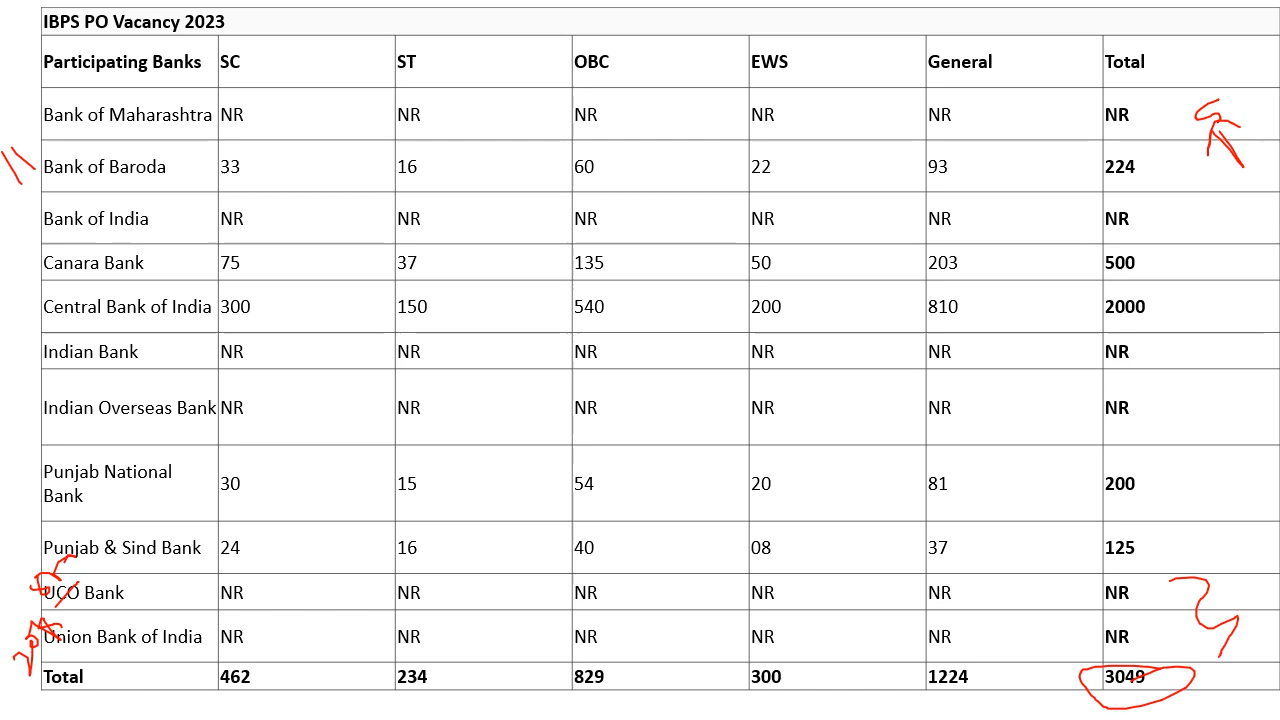 IBPS PO Vacancy 2023
Participating Banks SC ST OBC EWS General Total
Bank of Maharashtra NR NR NR NR NR NR
Bank of Baroda 33 16 60 22 93 224
Bank of India NR NR NR NR NR NR
Canara Bank 75 37 135 50 203 500
Central Bank of India 300 150 540 200 810 2000
Indian Bank NR NR NR NR NR NR
Indian Overseas Bank NR NR NR NR NR NR
Punjab National
Bank 30 15 54 20 81 200
Punjab & Sind Bank 24 16 40 08 37 125
UCO Bank NR NR NR NR NR NR
Union Bank of India NR NR NR NR NR NR
Total 462 234 829 300 1224 3049